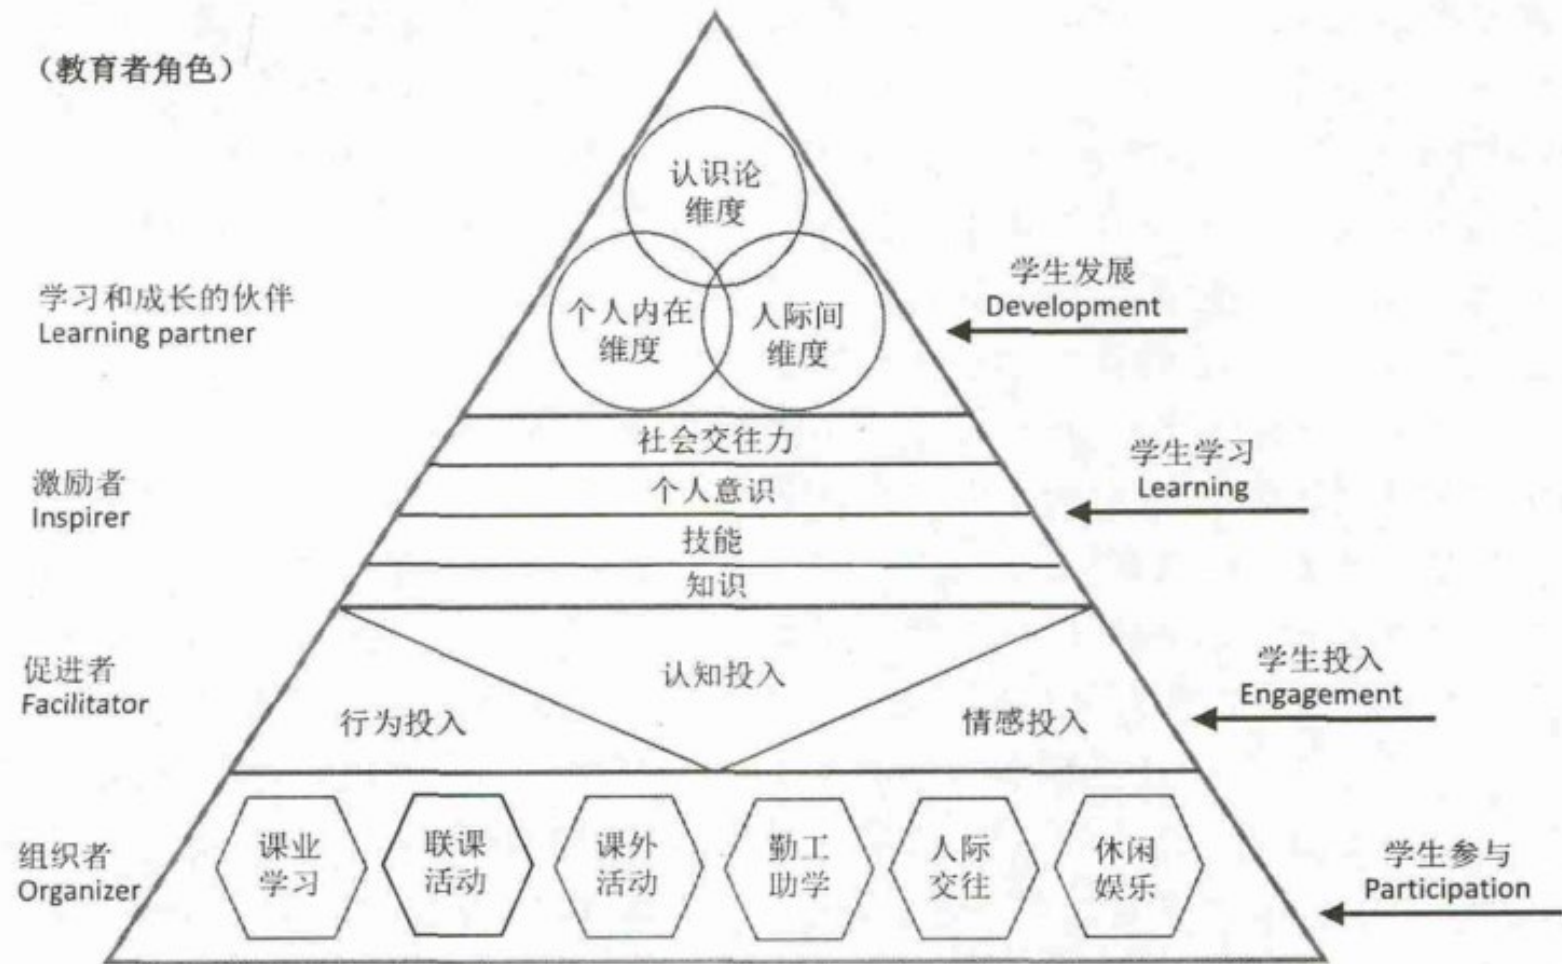 (教育者角色)
认识论
维度
学习和成长的伙伴
Learning partner
个人内在
维度
人际间
维度
学生发展
Development
社会交往力
激励者
Inspirer
个人意识
技能
知识
学生学习
Learning
促进者
Facilitator
认知投入
行为投入
情感投入
学生投入
Engagement
组织者
Organizer
课业
学习
联课
活动
课外
活动
勤工
助学
人际
交往
休闲
娱乐
学生参与
Participation